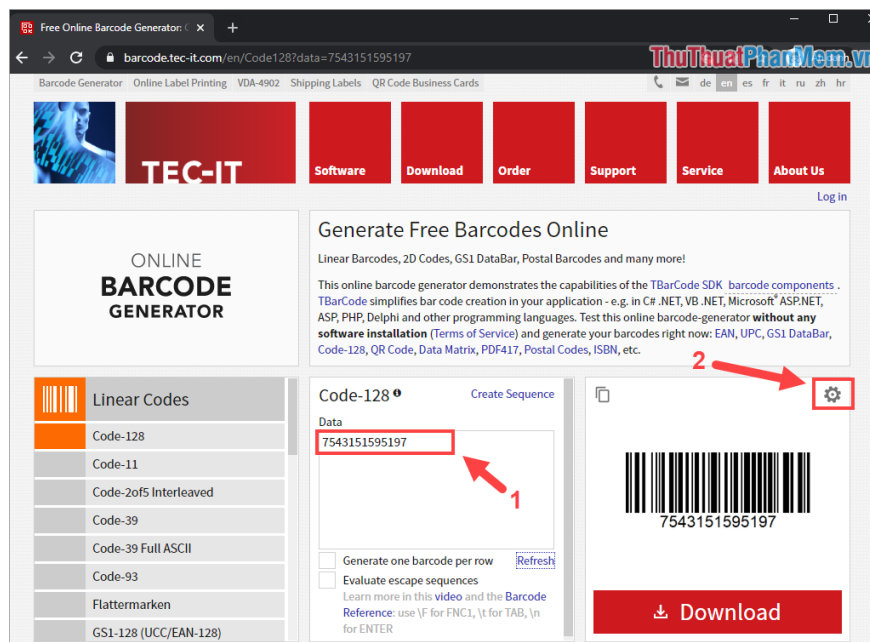 Free Online Barcode Generator: C
barcode.tec-it.com/en/Code128?data=7543151595197
ThuThuatPhanMem.vn
Barcode Generator Online Label Printing VDA-4902 Shipping Labels QR Code Business Cards
de en es fr it ru zh hr
TEC-IT
Software Download Order Support Service About Us
Log in
ONLINE
BARCODE
GENERATOR
Generate Free Barcodes Online
Linear Barcodes, 2D Codes, GS1 DataBar, Postal Barcodes and many more!
This online barcode generator demonstrates the capabilities of the TBarCode SDK barcode components .
TBarCode simplifies bar code creation in your application - e.g. in C# .NET, VB .NET, Microsoft® ASP.NET,
ASP, PHP, Delphi and other programming languages. Test this online barcode-generator without any
software installation (Terms of Service) and generate your barcodes right now: EAN, UPC, GS1 DataBar,
Code-128, QR Code, Data Matrix, PDF417, Postal Codes, ISBN, etc.
2
Linear Codes
Code-128
Code-11
Code-2of5 Interleaved
Code-39
Code-39 Full ASCII
Code-93
Flattermarken
GS1-128 (UCC/EAN-128)
Code-128 Create Sequence
Data
7543151595197
1
Generate one barcode per row Refresh
Evaluate escape sequences
Learn more in this video and the Barcode
Reference: use \F for FNC1, \t for TAB, \n
for ENTER
7543151595197
Download